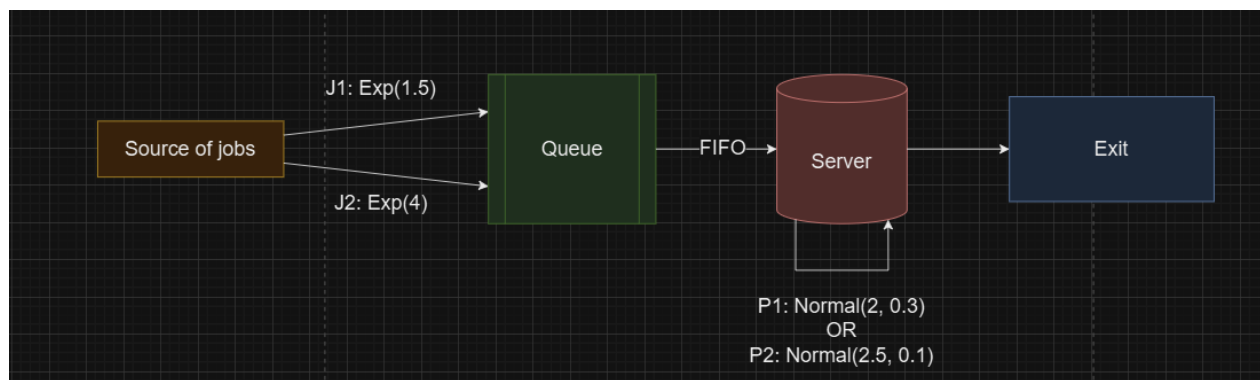 J1: Exp(1.5)
Source of jobs
Queue
FIFO
Server
Exit
J2: Exp(4)
P1: Normal(2, 0.3)
OR
P2: Normal(2.5, 0.1)